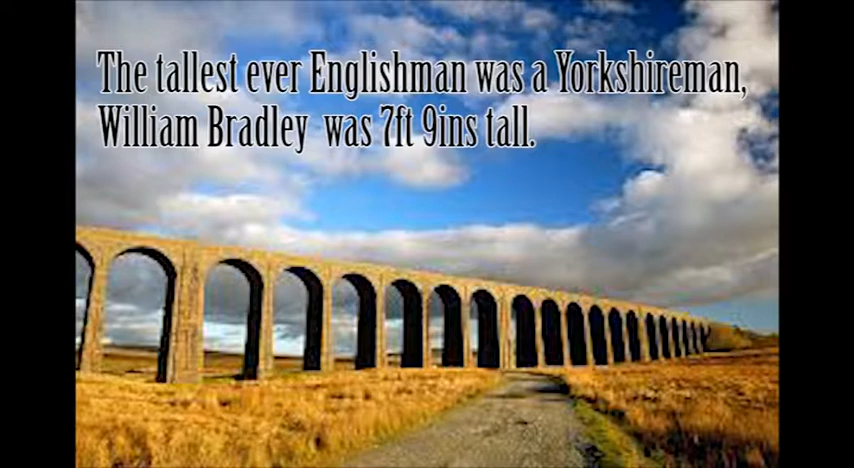 The tallest ever Englishman was a Yorkshireman,
William Bradley was 7ft 9ins tall.